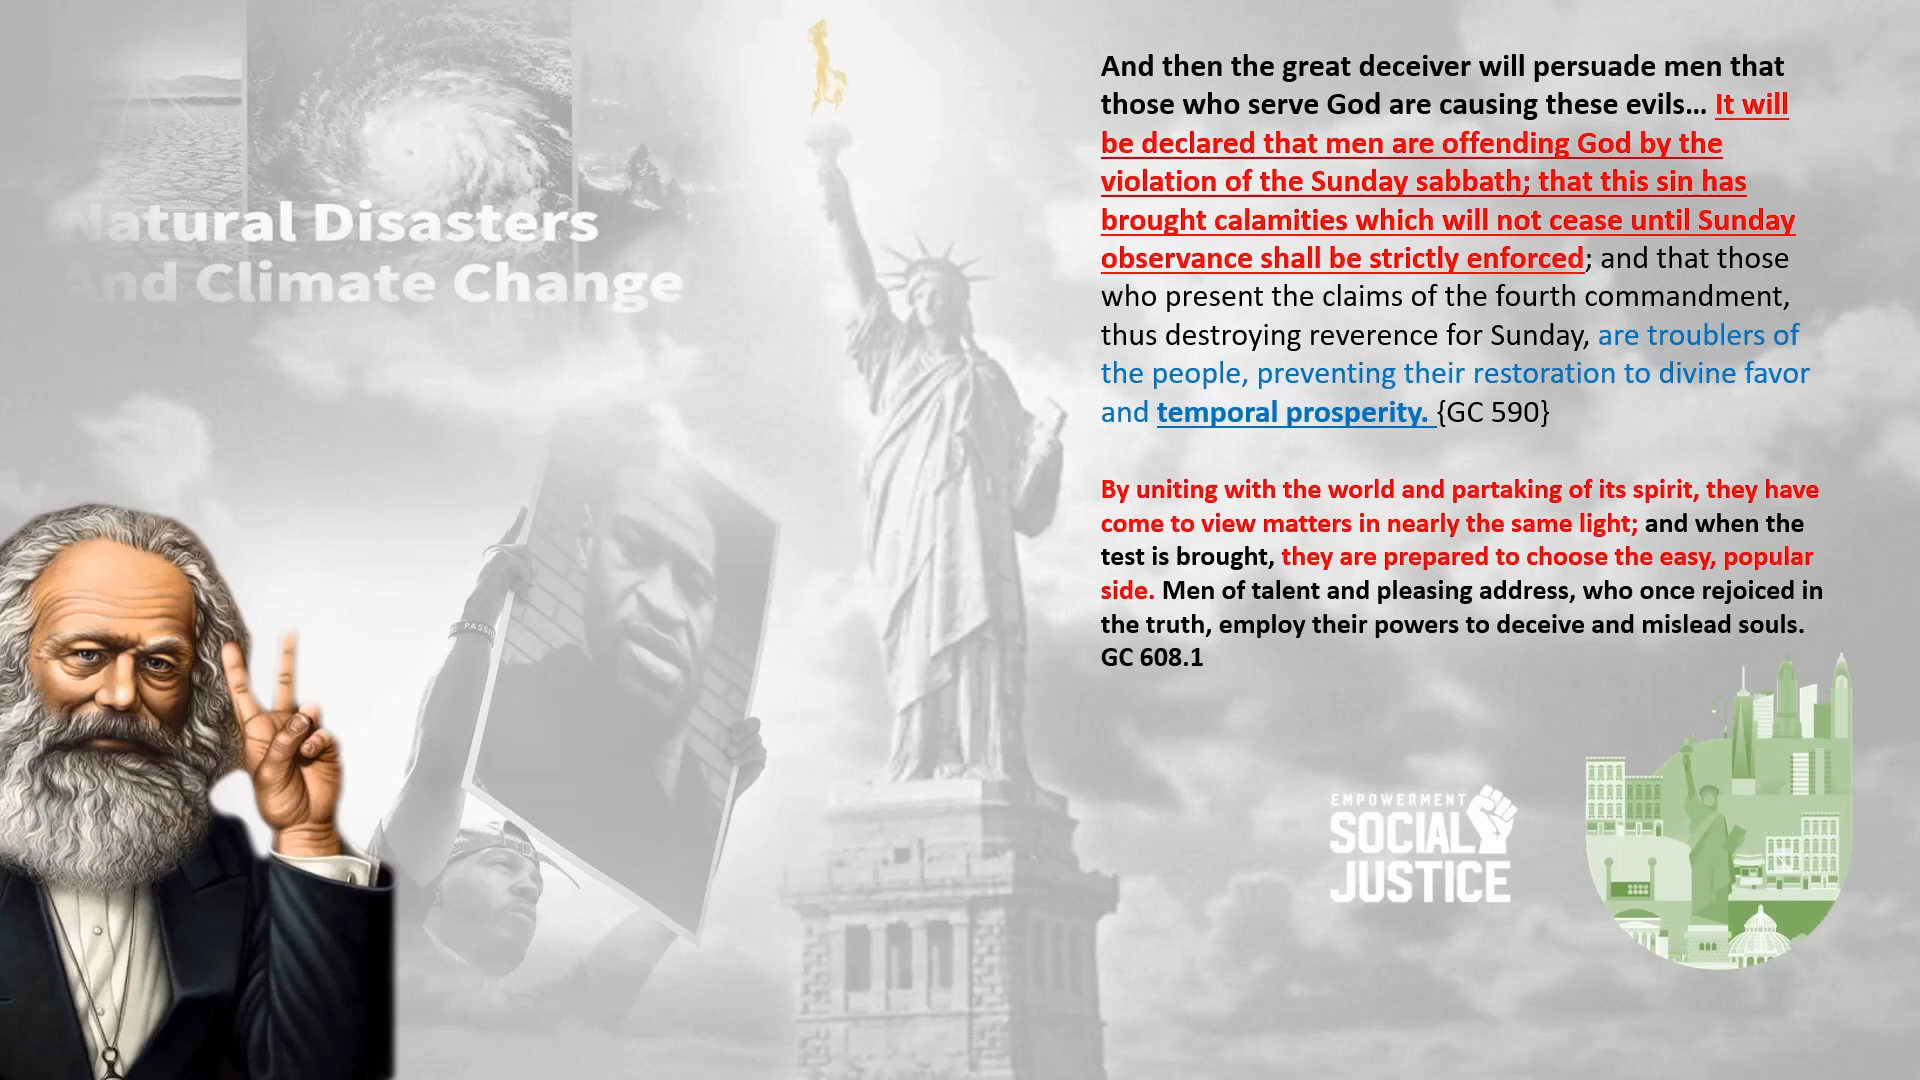 And then the great deceiver will persuade men that
those who serve God are causing these evils… It will
be declared that men are offending God by the
violation of the Sunday sabbath; that this sin has
brought calamities which will not cease until Sunday
observance shall be strictly enforced; and that those
who present the claims of the fourth commandment,
thus destroying reverence for Sunday, are troublers of
the people, preventing their restoration to divine favor
and temporal prosperity. {GC 590}
By uniting with the world and partaking of its spirit, they have
come to view matters in nearly the same light; and when the
test is brought, they are prepared to choose the easy, popular
side. Men of talent and pleasing address, who once rejoiced in
the truth, employ their powers to deceive and mislead souls.
GC 608.1
Natural Disasters
And Climate Change
EMPOWERMENT
SOCIAL
JUSTICE